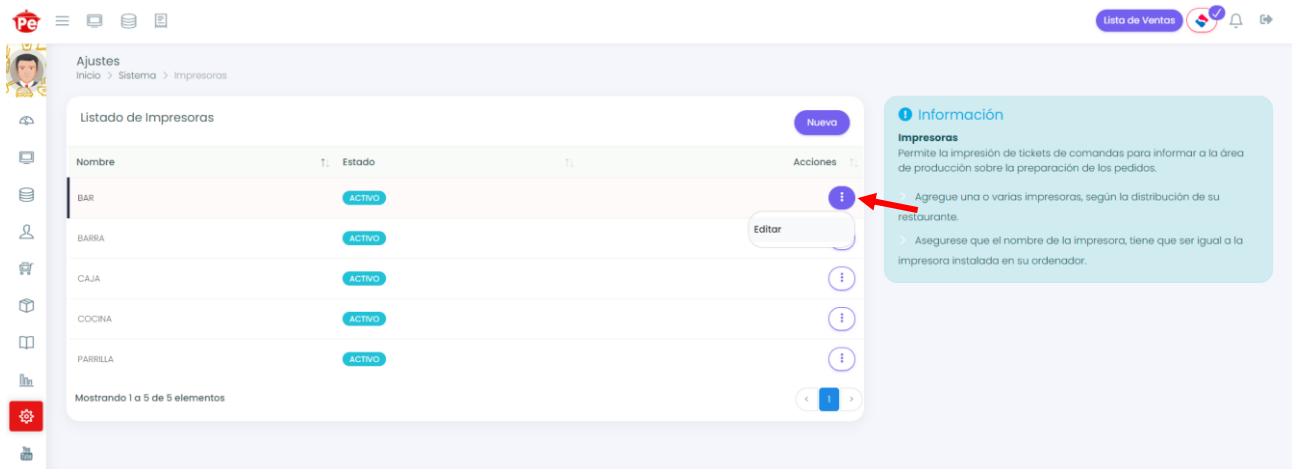 Pe
Lista de Ventas
Ajustes
Inicio > Sistema > Impresoras
Listado de Impresoras
Nueva
Nombre Estado Acciones
BAR ACTIVO
Editar
BARRA ACTIVO
CAJA ACTIVO
COCINA ACTIVO
PARRILLA ACTIVO
Mostrando 1 a 5 de 5 elementos
< 1 >
Información
Impresoras
Permite la impresión de tickets de comandas para informar a la área
de producción sobre la preparación de los pedidos.
Agregue una o varias impresoras, según la distribución de su
restaurante.
Asegurese que el nombre de la impresora, tiene que ser igual a la
impresora instalada en su ordenador.